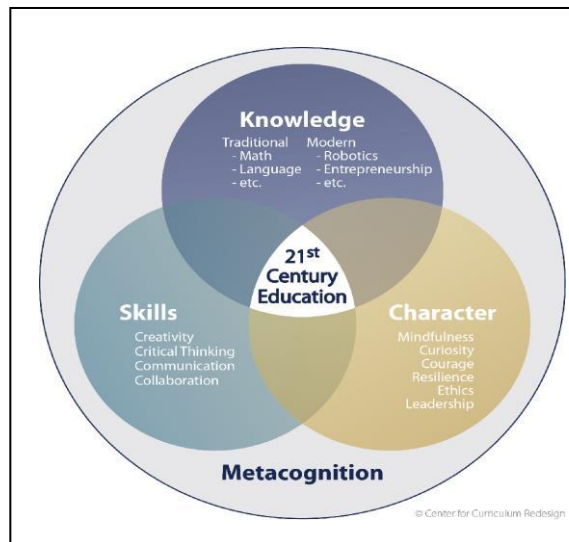 Knowledge
Traditional Modern
- Math - Robotics
- Language - Entrepreneurship
- etc. - etc.
21st
Century
Education
Skills
Creativity
Critical Thinking
Communication
Collaboration
Character
Mindfulness
Curiosity
Courage
Resilience
Ethics
Leadership
Metacognition
© Center for Curriculum Redesign